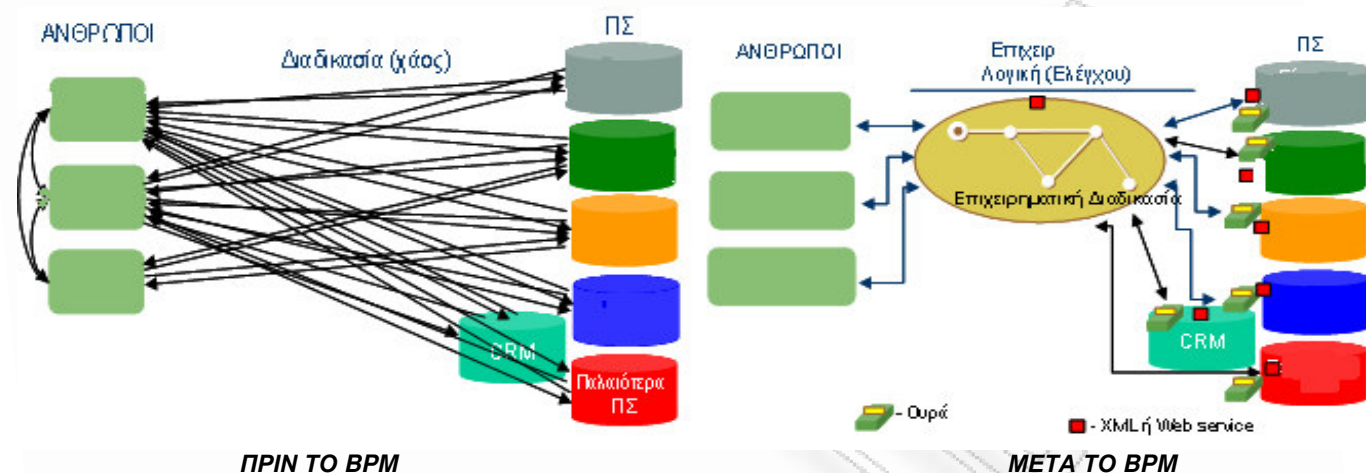 ΑΝΘΡΩΠΟΙ
ΠΣ
Διαδικασία (χάος)
CRM
Παλαιότερα
ΠΣ
ΠΡΙΝ ΤΟ BPM
ΑΝΘΡΩΠΟΙ
Επιχειρ
Λογική (Ελέγχου)
ΠΣ
Επιχειρηματική Διαδικασία
CRM
- Ουρά
- XML ή Web service
ΜΕΤΑ ΤΟ BPM